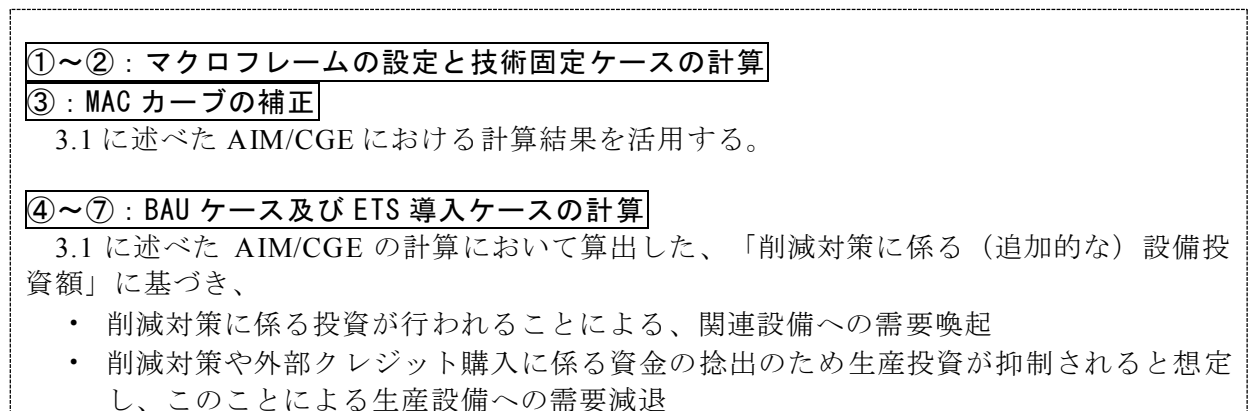 ①～②：マクロフレームの設定と技術固定ケースの計算
③：MAC カーブの補正
3.1 に述べた AIM/CGE における計算結果を活用する。
④～⑦：BAU ケース及び ETS 導入ケースの計算
3.1 に述べた AIM/CGE の計算において算出した、「削減対策に係る（追加的な）設備投
資額」に基づき、
・ 削減対策に係る投資が行われることによる、関連設備への需要喚起
・ 削減対策や外部クレジット購入に係る資金の捻出のため生産投資が抑制されると想定
し、このことによる生産設備への需要減退